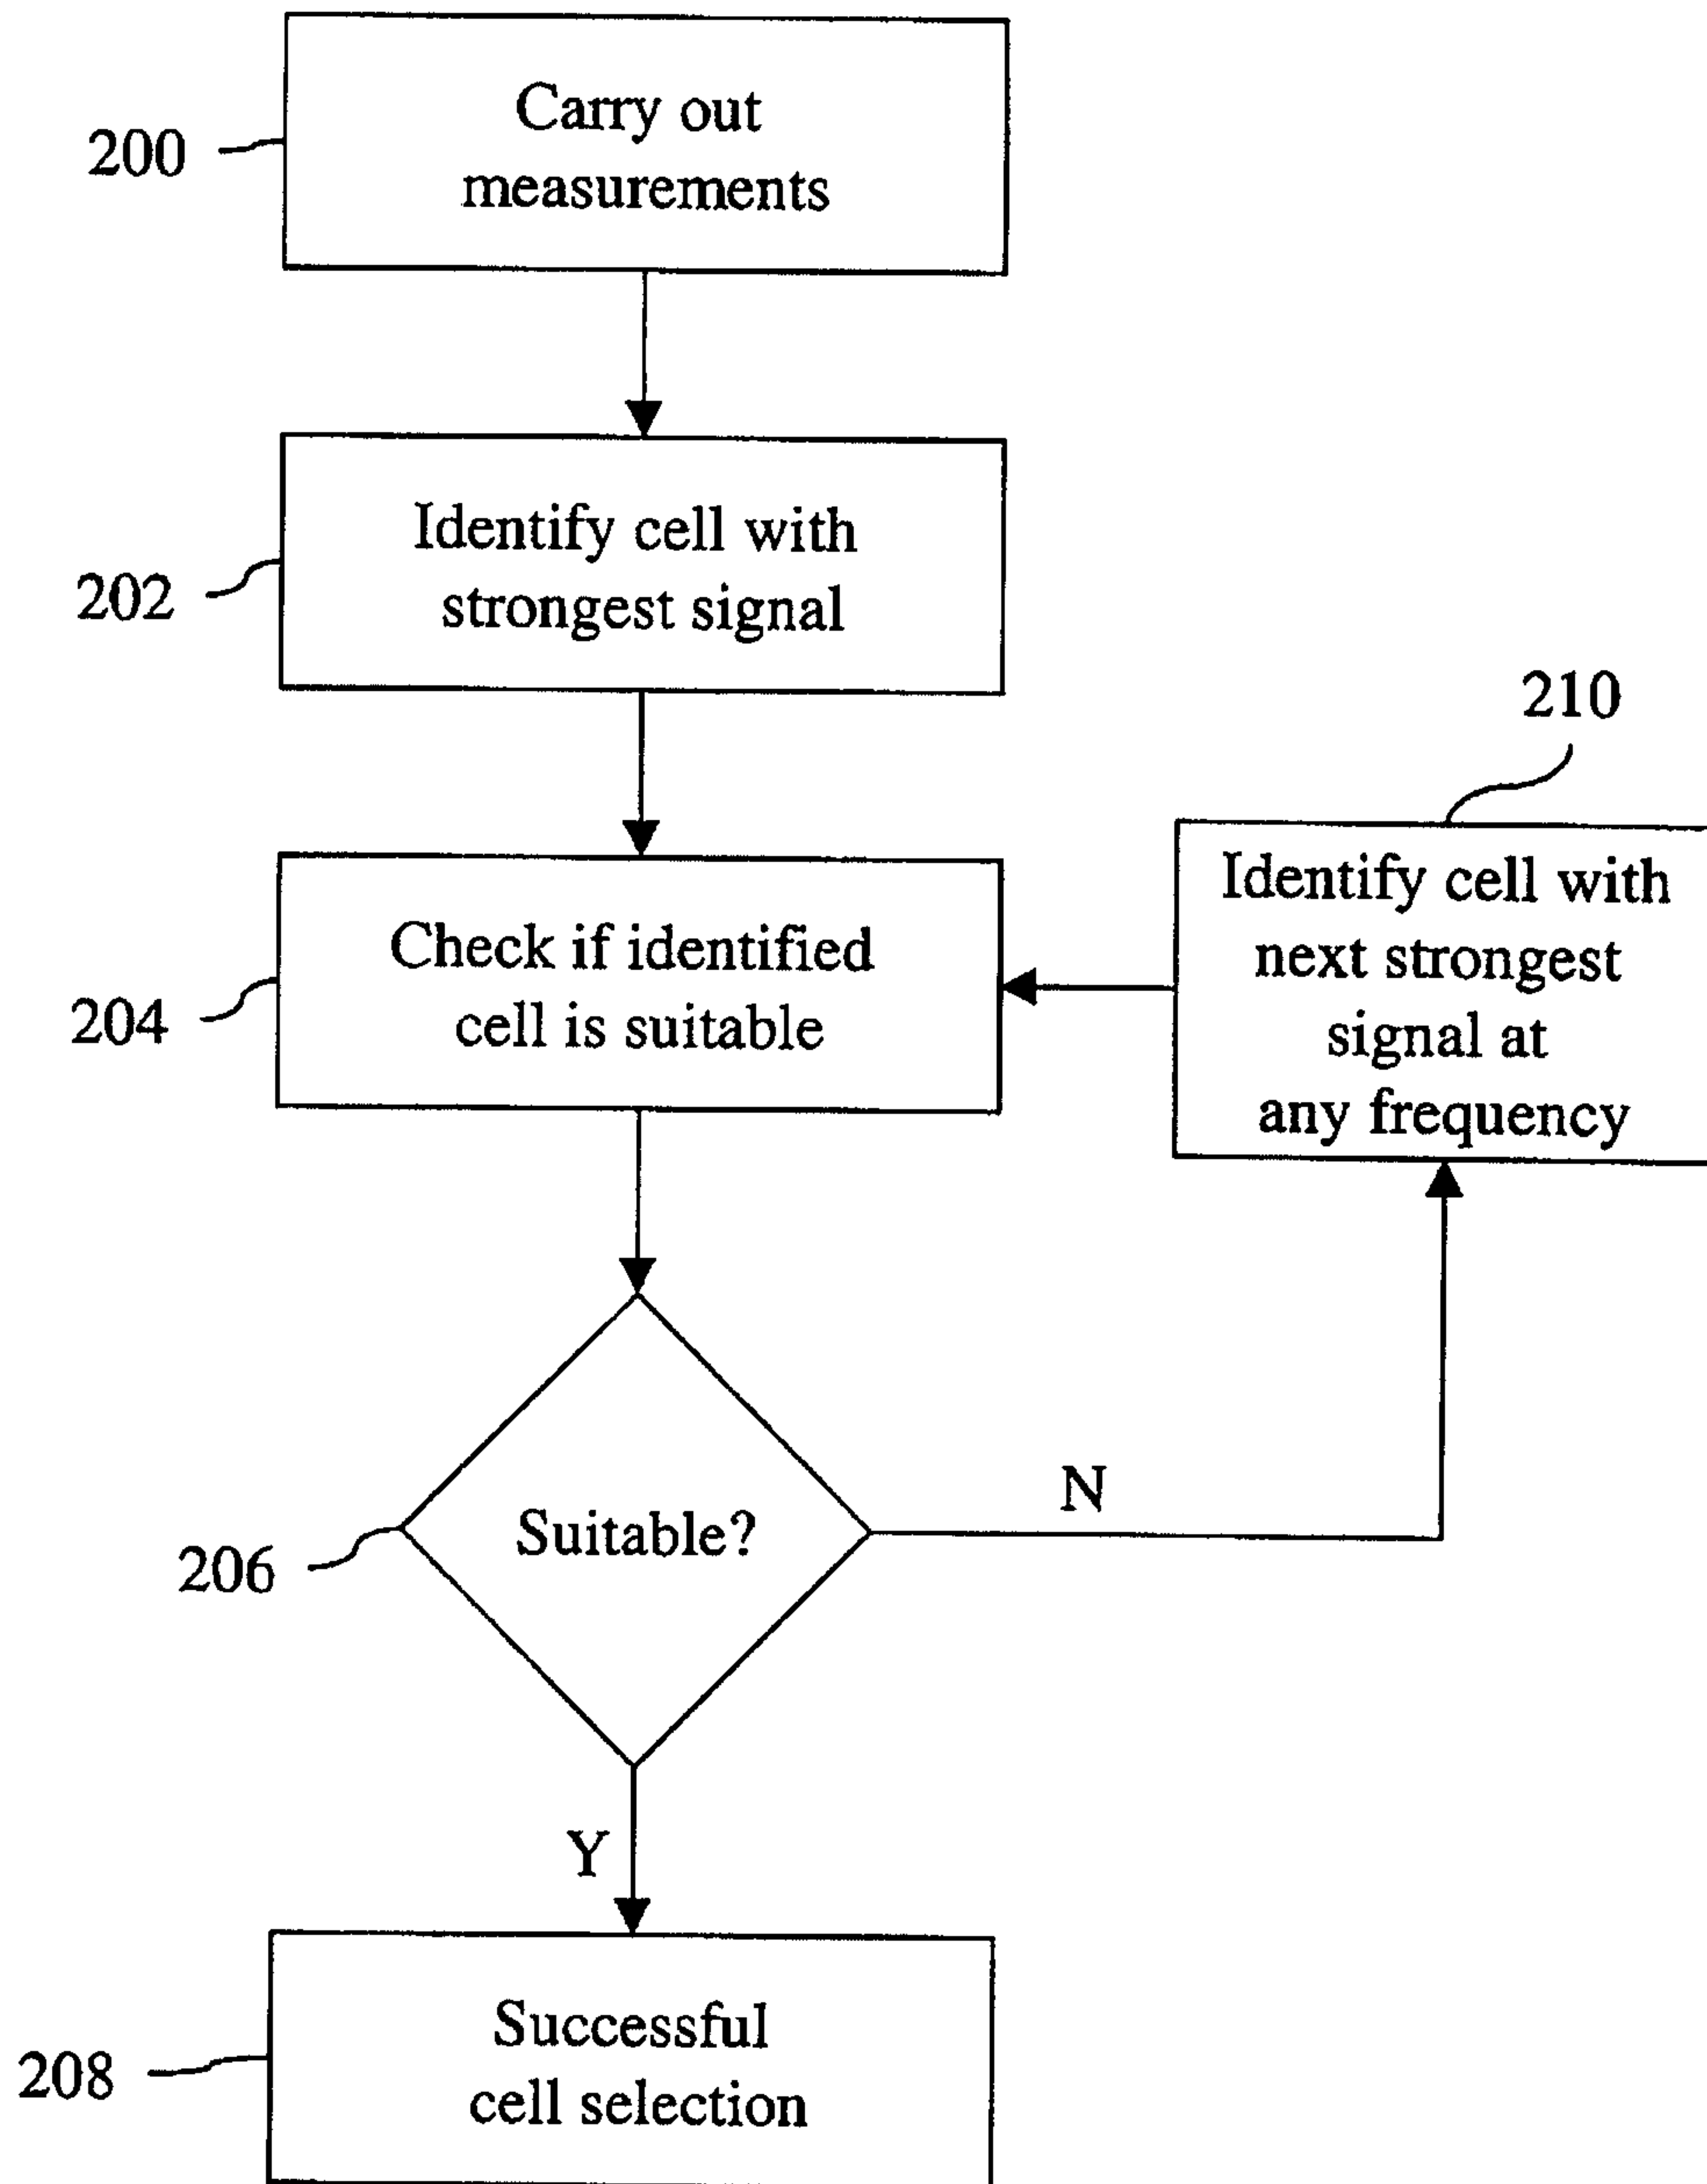 200
Carry out
measurements
202
Identify cell with
strongest signal
210
Identify cell with
next strongest
signal at
any frequency
204
Check if identified
cell is suitable
206
Suitable?
N
Y
208
Successful
cell selection